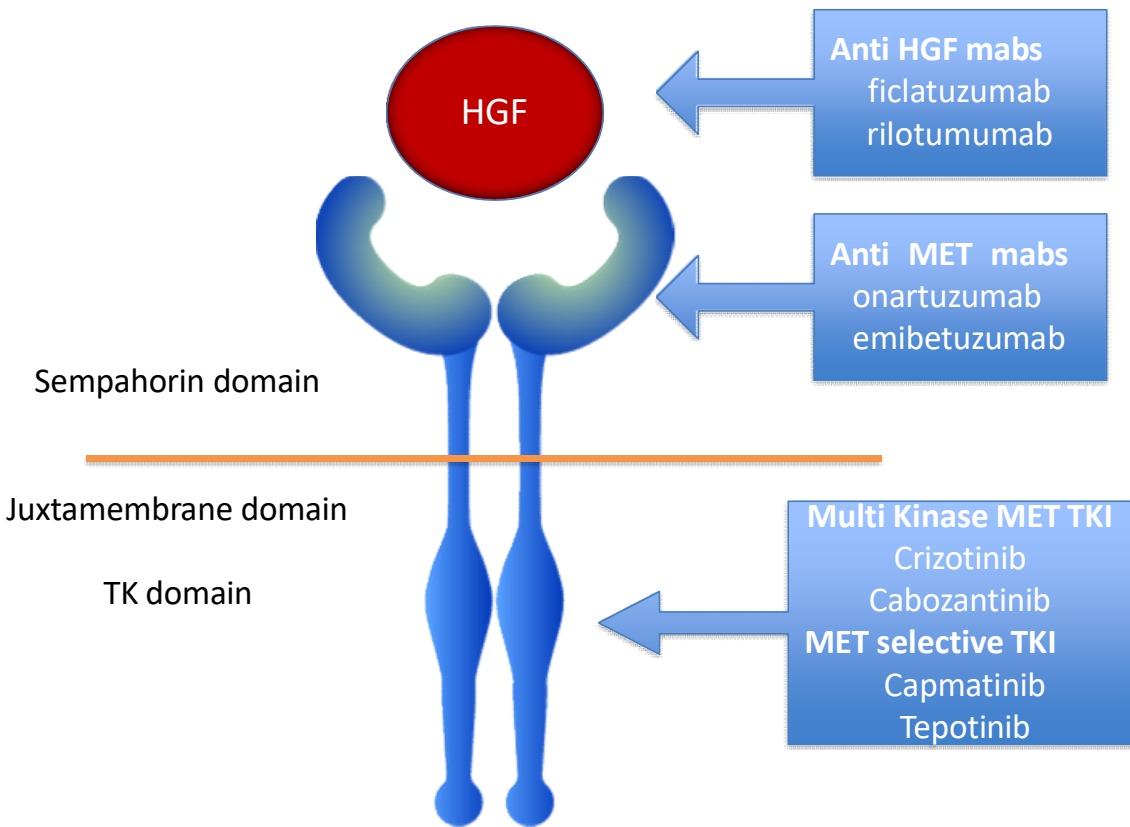 HGF
Anti HGF mabs
ficlatuzumab
rilotumumab
Anti MET mabs
onartuzumab
emibetuzumab
Sempahorin domain
Juxtamembrane domain
TK domain
Multi Kinase MET TKI
Crizotinib
Cabozantinib
MET selective TKI
Capmatinib
Tepotinib